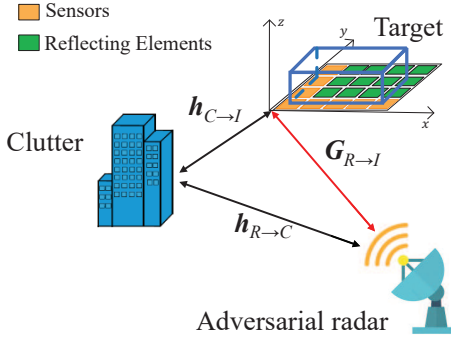 Sensors
Reflecting Elements
z
y
Target
x
h_{C→I}
Clutter
G_{R→I}
h_{R→C}
Adversarial radar